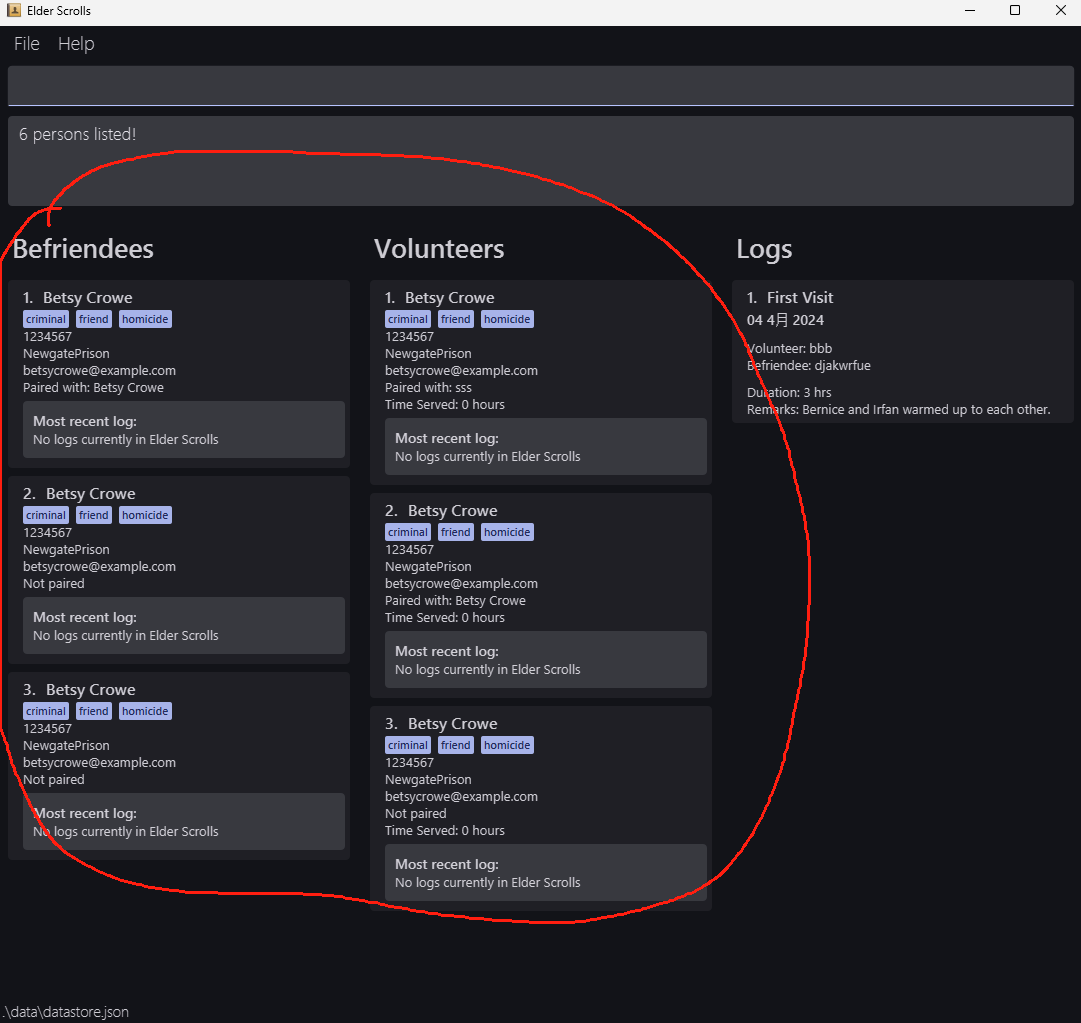 Elder Scrolls
File Help
6 persons listed!
Befriendees
1. Betsy Crowe
criminal friend homicide
1234567
NewgatePrison
betsycrowe@example.com
Paired with: Betsy Crowe
Most recent log:
No logs currently in Elder Scrolls
2. Betsy Crowe
criminal friend homicide
1234567
NewgatePrison
betsycrowe@example.com
Not paired
Most recent log:
No logs currently in Elder Scrolls
3. Betsy Crowe
criminal friend homicide
1234567
NewgatePrison
betsycrowe@example.com
Not paired
Most recent log:
No logs currently in Elder Scrolls
Volunteers
1. Betsy Crowe
criminal friend homicide
1234567
NewgatePrison
betsycrowe@example.com
Paired with: sss
Time Served: 0 hours
Most recent log:
No logs currently in Elder Scrolls
2. Betsy Crowe
criminal friend homicide
1234567
NewgatePrison
betsycrowe@example.com
Paired with: Betsy Crowe
Time Served: 0 hours
Most recent log:
No logs currently in Elder Scrolls
3. Betsy Crowe
criminal friend homicide
1234567
NewgatePrison
betsycrowe@example.com
Not paired
Time Served: 0 hours
Most recent log:
No logs currently in Elder Scrolls
Logs
1. First Visit
04 4月 2024
Volunteer: bbb
Befriendee: djakwrfue
Duration: 3 hrs
Remarks: Bernice and Irfan warmed up to each other.
.\data\datastore.json